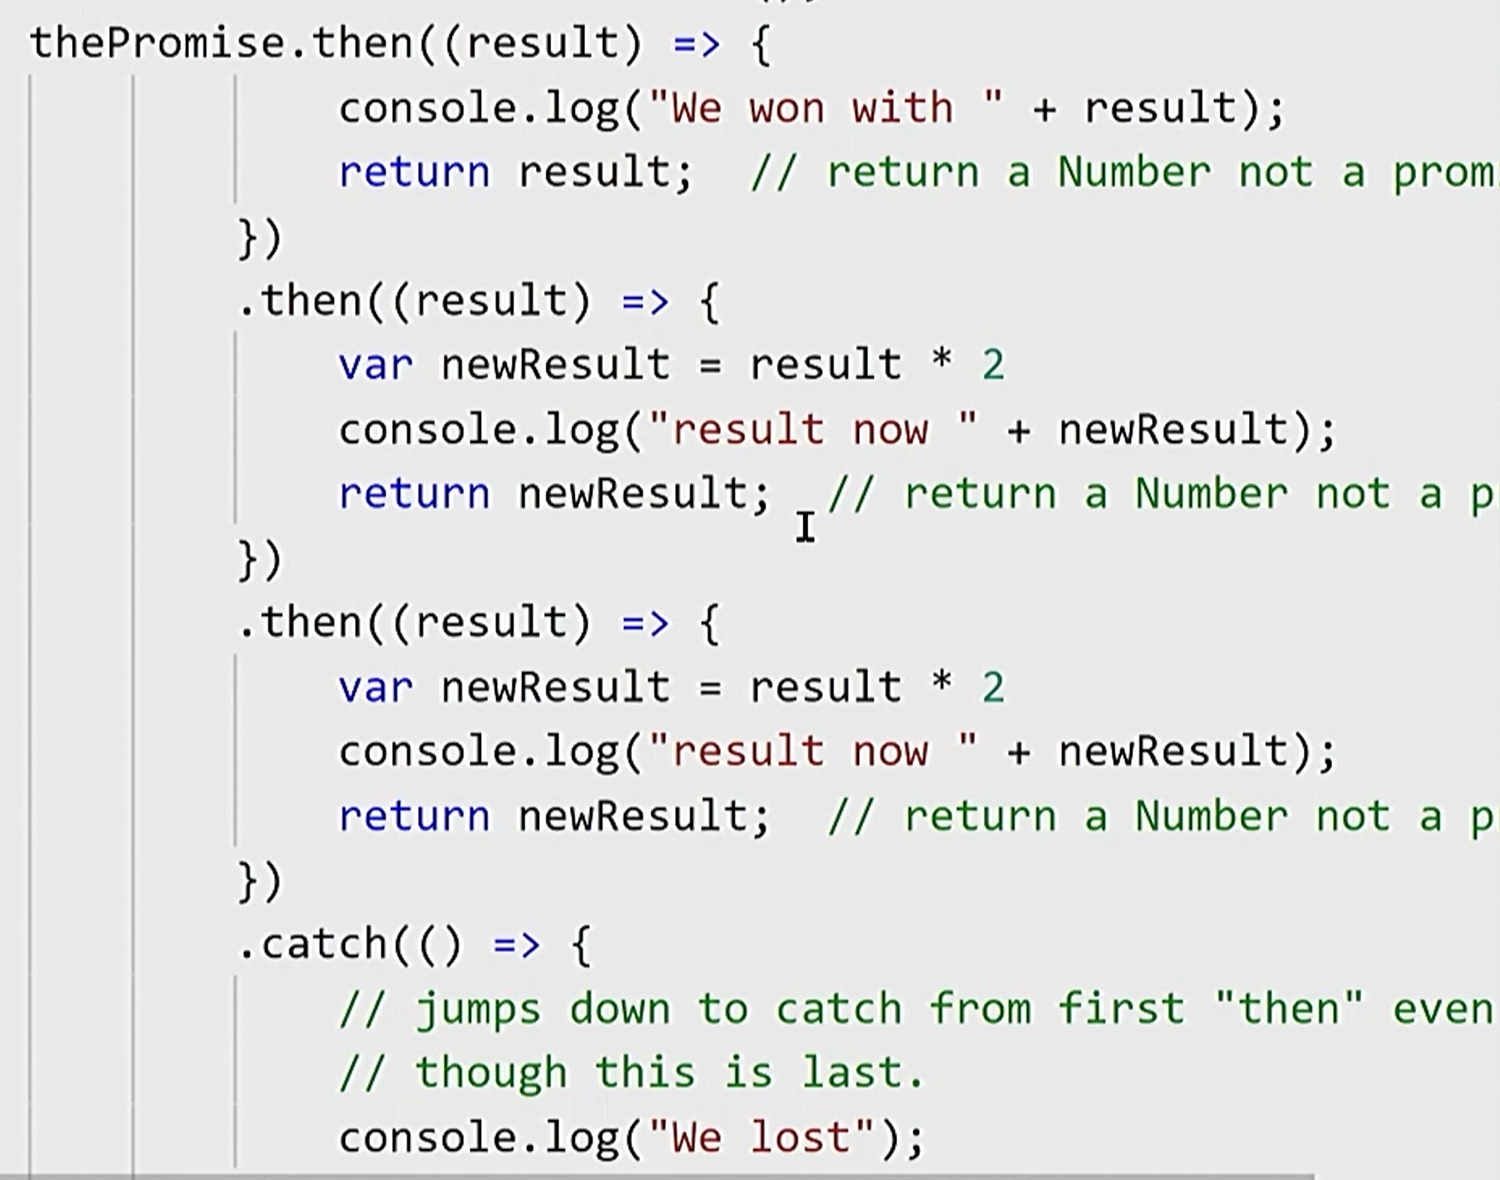 thePromise.then((result) => {
console.log("We won with " + result);
return result;  // return a Number not a prom
})
.then((result) => {
var newResult = result * 2
console.log("result now " + newResult);
return newResult;  // return a Number not a p
})
.then((result) => {
var newResult = result * 2
console.log("result now " + newResult);
return newResult;  // return a Number not a p
})
.catch(() => {
// jumps down to catch from first "then" even
// though this is last.
console.log("We lost");